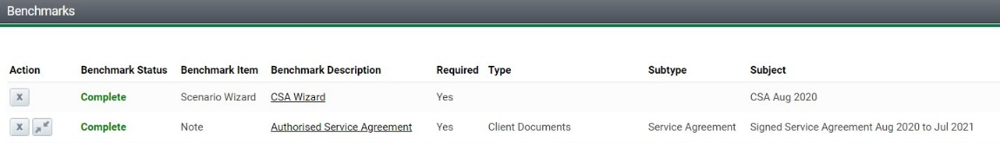 Benchmarks
Action Benchmark Status Benchmark Item Benchmark Description Required Type Subtype Subject
X Complete Scenario Wizard CSA Wizard Yes CSA Aug 2020
X Complete Note Authorised Service Agreement Yes Client Documents Service Agreement Signed Service Agreement Aug 2020 to Jul 2021